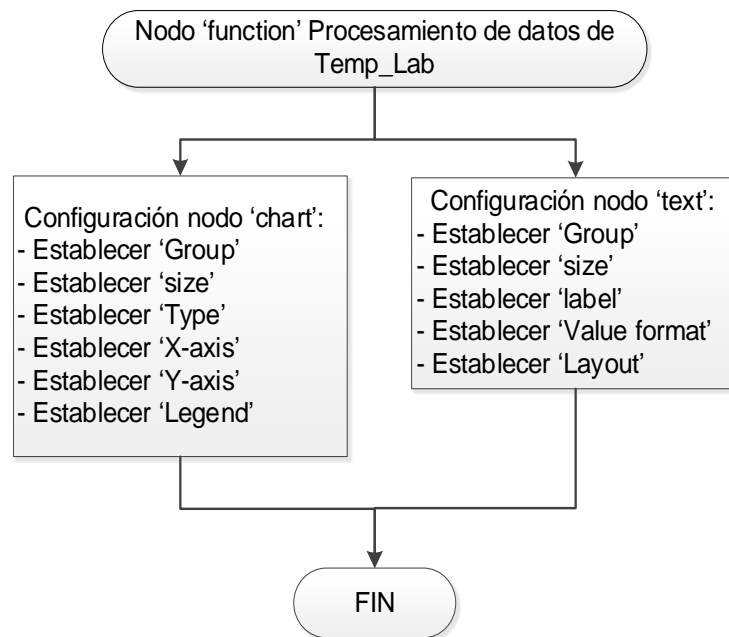 Nodo ‘function’ Procesamiento de datos de
Temp_Lab
Configuración nodo ‘chart’:
- Establecer ‘Group’
- Establecer ‘size’
- Establecer ‘Type’
- Establecer ‘X-axis’
- Establecer ‘Y-axis’
- Establecer ‘Legend’
Configuración nodo ‘text’:
- Establecer ‘Group’
- Establecer ‘size’
- Establecer ‘label’
- Establecer ‘Value format’
- Establecer ‘Layout’
FIN